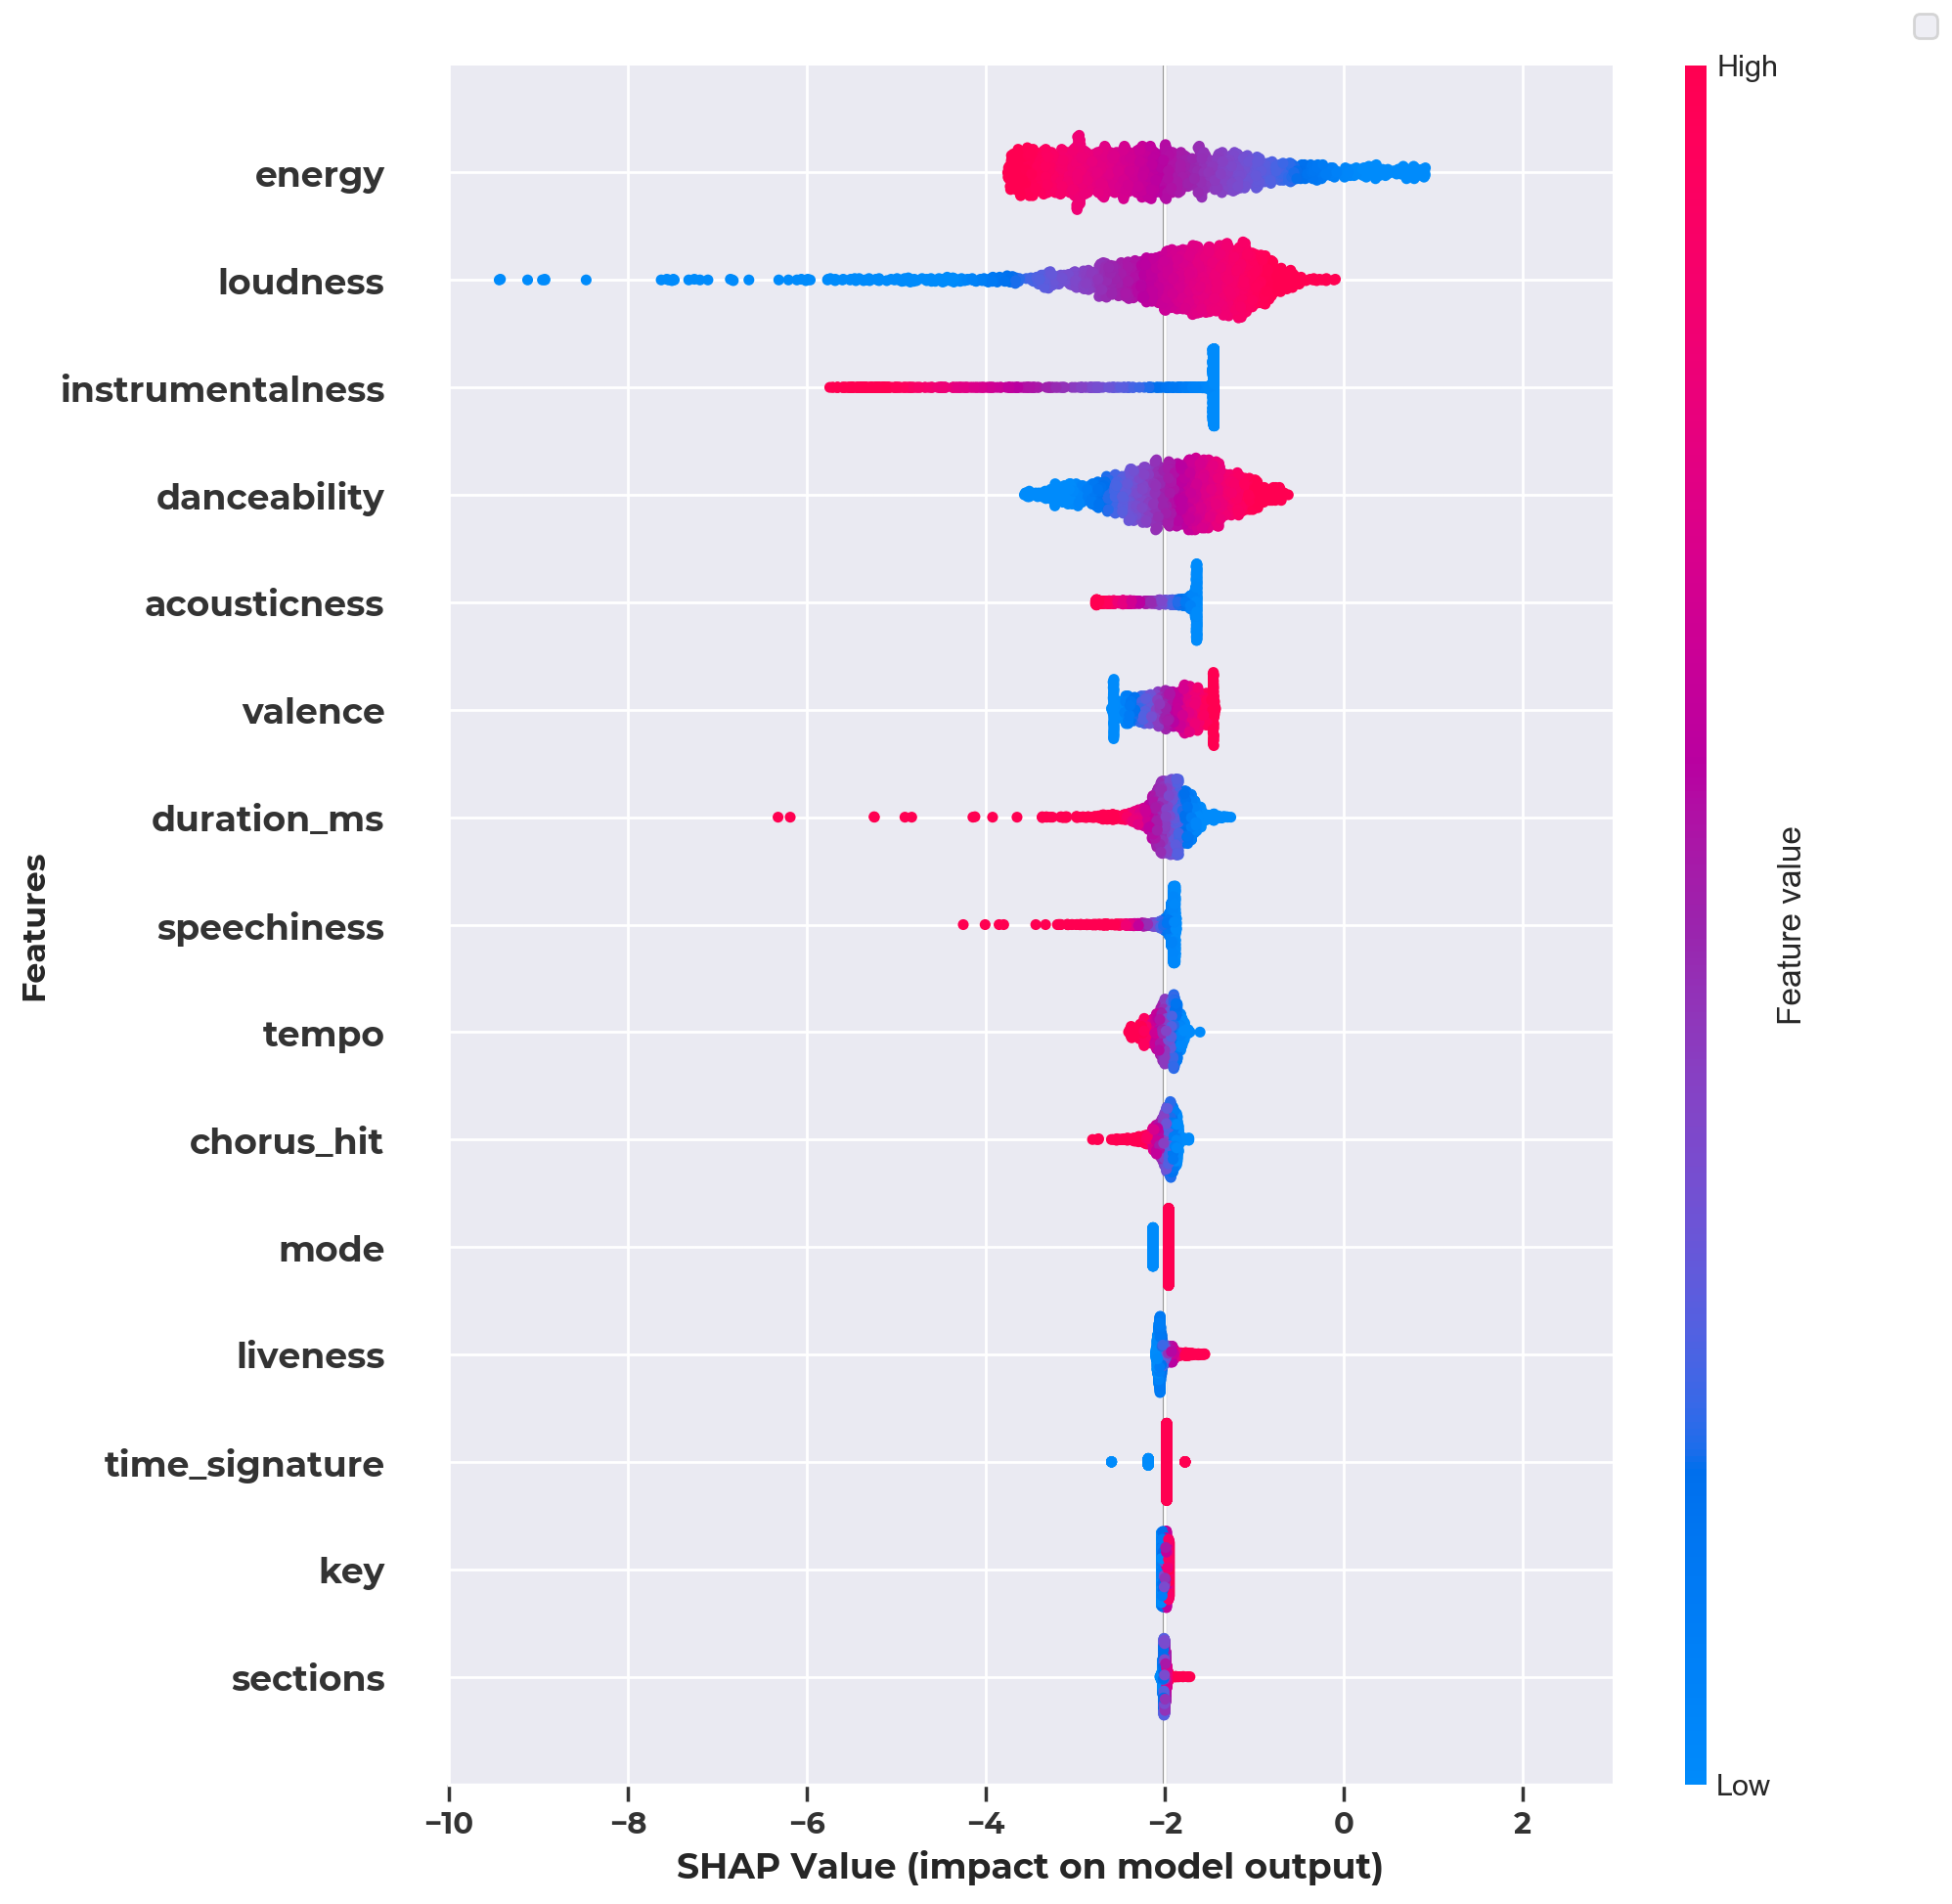 High
energy
loudness
instrumentalness
danceability
acousticness
valence
duration_ms
speechiness
tempo
chorus_hit
mode
liveness
time_signature
key
sections
Features
Feature value
Low
−10 −8 −6 −4 −2 0 2
SHAP Value (impact on model output)